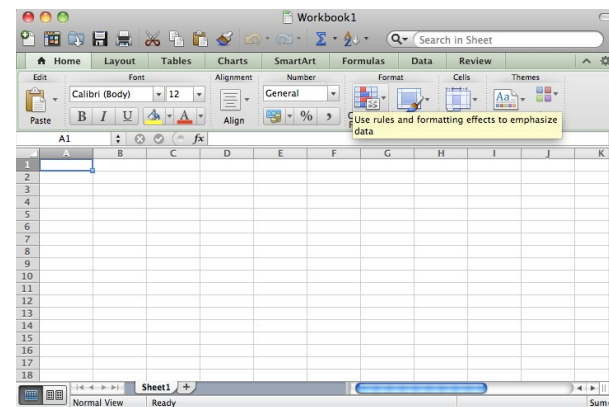 Workbook1
Search in Sheet
Home Layout Tables Charts SmartArt Formulas Data Review
Edit Font Alignment Number Format Cells Themes
Calibri (Body) 12 General
Paste B I U A Align % , Aa
Use rules and formatting effects to emphasize
data
A1 fx
A B C D E F G H I J K
1
2
3
4
5
6
7
8
9
10
11
12
13
14
15
16
17
18
Sheet1 +
Normal View Ready Sum